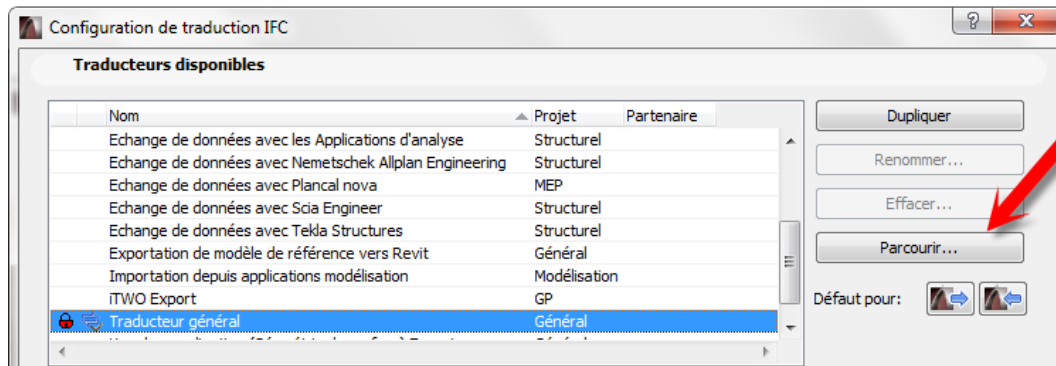 Configuration de traduction IFC
Traducteurs disponibles
Nom Projet Partenaire
Echange de données avec les Applications d'analyse Structurel
Echange de données avec Nemetschek Allplan Engineering Structurel
Echange de données avec Plancal nova MEP
Echange de données avec Scia Engineer Structurel
Echange de données avec Tekla Structures Structurel
Exportation de modèle de référence vers Revit Général
Importation depuis applications modélisation Modélisation
iTWO Export GP
Traducteur général Général
Dupliquer
Renommer...
Effacer...
Parcourir...
Défaut pour: